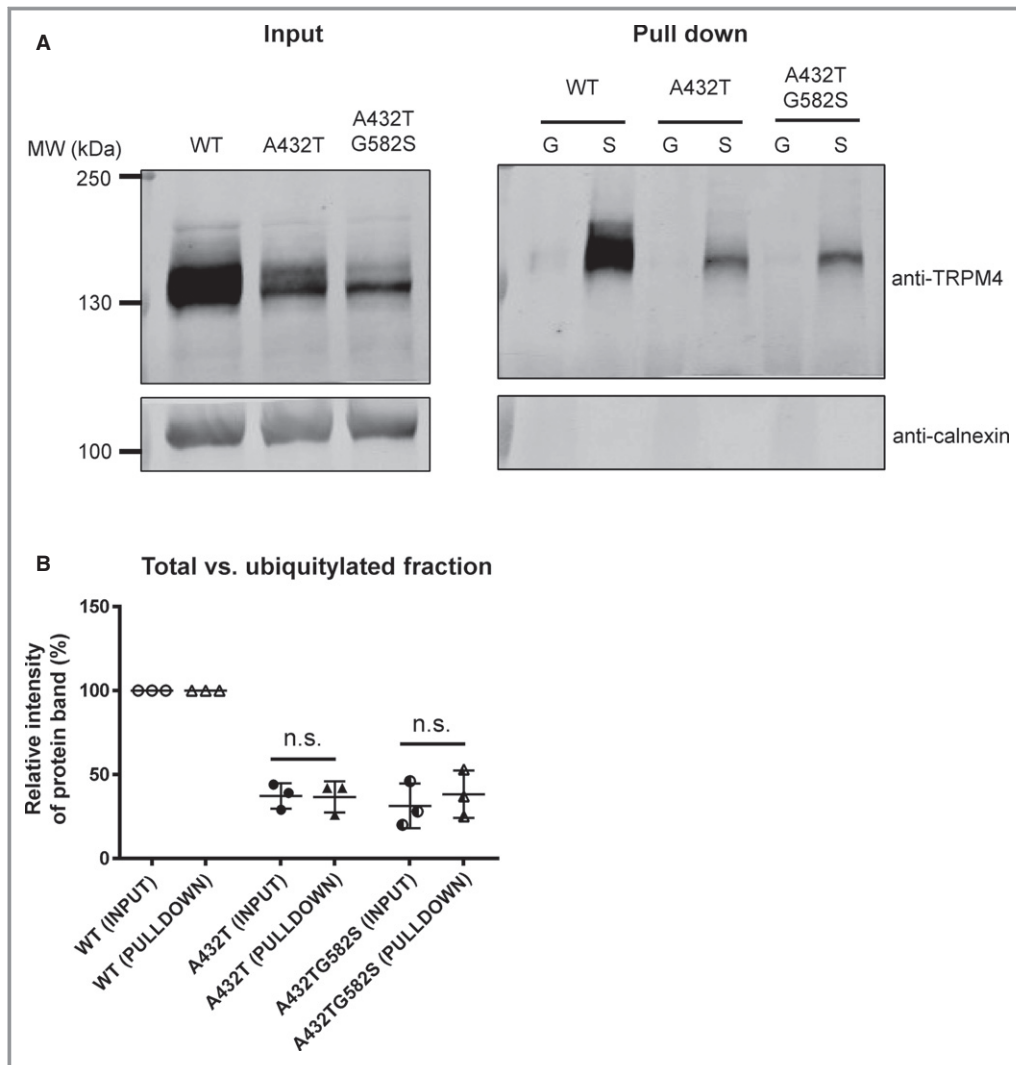 A
Input
Pull down
MW (kDa)
WT
A432T
A432T
G582S
WT
A432T
A432T
G582S
G
S
G
S
G
S
250
130
anti-TRPM4
100
anti-calnexin
B
Total vs. ubiquitylated fraction
Relative intensity
of protein band (%)
150
100
50
0
n.s.
n.s.
WT (INPUT)
WT (PULLDOWN)
A432T (INPUT)
A432T (PULLDOWN)
A432TG582S (INPUT)
A432TG582S (PULLDOWN)